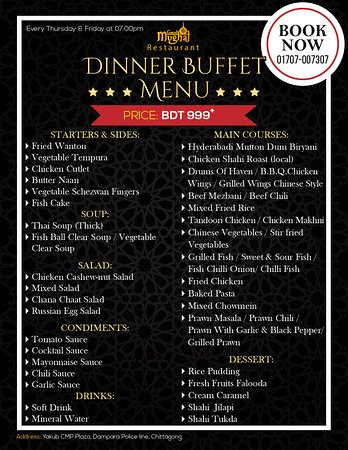 Every Thursday & Friday at 07:00pm
Mughal
Restaurant
BOOK
NOW
01707-007307
DINNER BUFFET
MENU
PRICE: BDT 999+
STARTERS & SIDES:
Fried Wanton
Vegetable Tempura
Chicken Cutlet
Butter Naan
Vegetable Schezwan Fingers
Fish Cake
SOUP:
Thai Soup (Thick)
Fish Ball Clear Soup / Vegetable
Clear Soup
SALAD:
Chicken Cashew-nut Salad
Mixed Salad
Chana Chaat Salad
Russian Egg Salad
CONDIMENTS:
Tomato Sauce
Cocktail Sauce
Mayonnaise Sauce
Chili Sauce
Garlic Sauce
DRINKS:
Soft Drink
Mineral Water
MAIN COURSES:
Hyderabadi Mutton Dum Biryani
Chicken Shahi Roast (local)
Drums Of Haven / B.B.Q.Chicken
Wings / Grilled Wings Chinese Style
Beef Mezbani / Beef Chili
Mixed Fried Rice
Tandoori Chicken / Chicken Makhni
Chinese Vegetables / Stir fried
Vegetables
Grilled Fish / Sweet & Sour Fish /
Fish Chilli Onion/ Chilli Fish
Fried Chicken
Baked Pasta
Mixed Chowmein
Prawn Masala / Prawn Chili /
Prawn With Garlic & Black Pepper/
Grilled Prawn
DESSERT:
Rice Pudding
Fresh Fruits Falooda
Cream Caramel
Shahi Jilapi
Shahi Tukda
Address: Yakub CMP Plaza, Dampara Police line, Chittagong